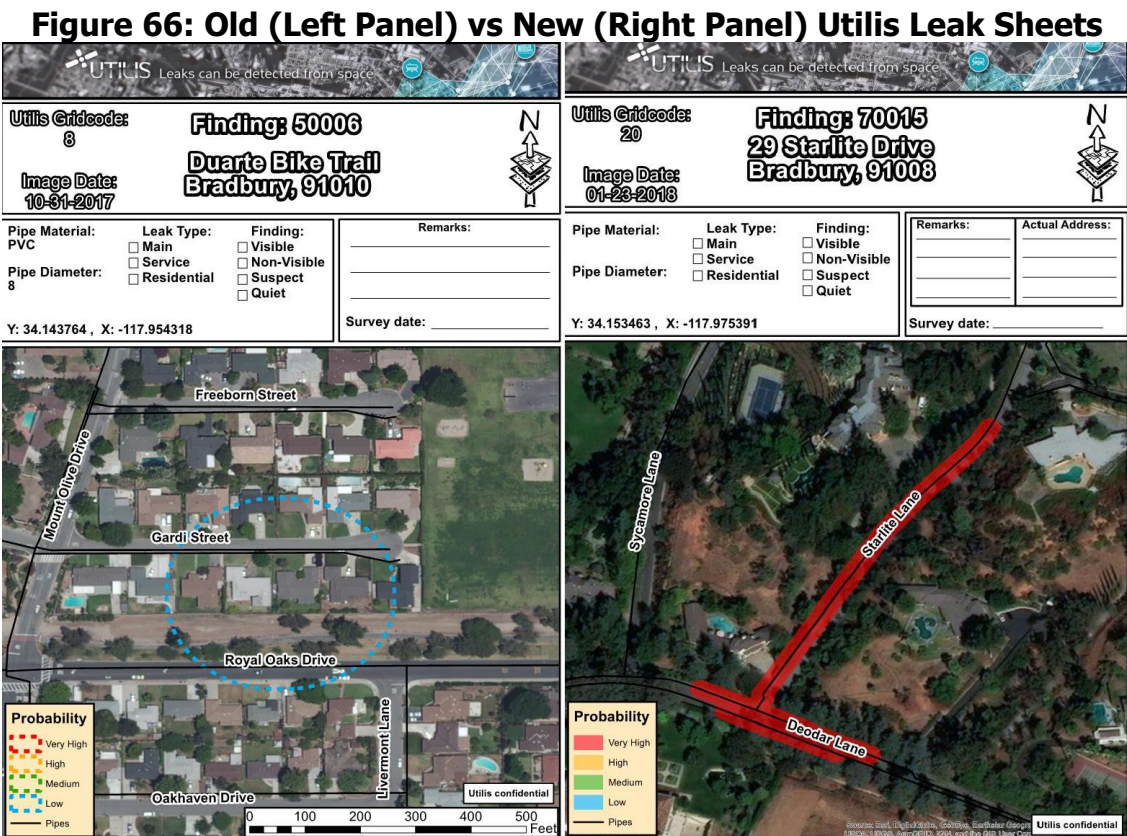 Figure 66: Old (Left Panel) vs New (Right Panel) Utilis Leak Sheets
UTILIS Leaks can be detected from space
Utilis Gridcode:
8
Image Date:
10-31-2017
Finding: 50006
Duarte Bike Trail
Bradbury, 91010
N
Pipe Material:
PVC
Pipe Diameter:
8
Leak Type:
Main
Service
Residential
Finding:
Visible
Non-Visible
Suspect
Quiet
Y: 34.143764 , X: -117.954318
Remarks:
Survey date:
Freeborn Street
Mount Olive Drive
Gardi Street
Royal Oaks Drive
Livermont Lane
Oakhaven Drive
Probability
Very High
High
Medium
Low
Pipes
Utilis confidential
0 100 200 300 400 500
Feet
UTILIS Leaks can be detected from space
Utilis Gridcode:
20
Image Date:
01-23-2018
Finding: 70015
29 Starlite Drive
Bradbury, 91008
N
Pipe Material:
Pipe Diameter:
Leak Type:
Main
Service
Residential
Finding:
Visible
Non-Visible
Suspect
Quiet
Y: 34.153463 , X: -117.975391
Remarks:
Actual Address:
Survey date:
Sycamore Lane
Starlite Lane
Deodar Lane
Probability
Very High
High
Medium
Low
Pipes
Utilis confidential